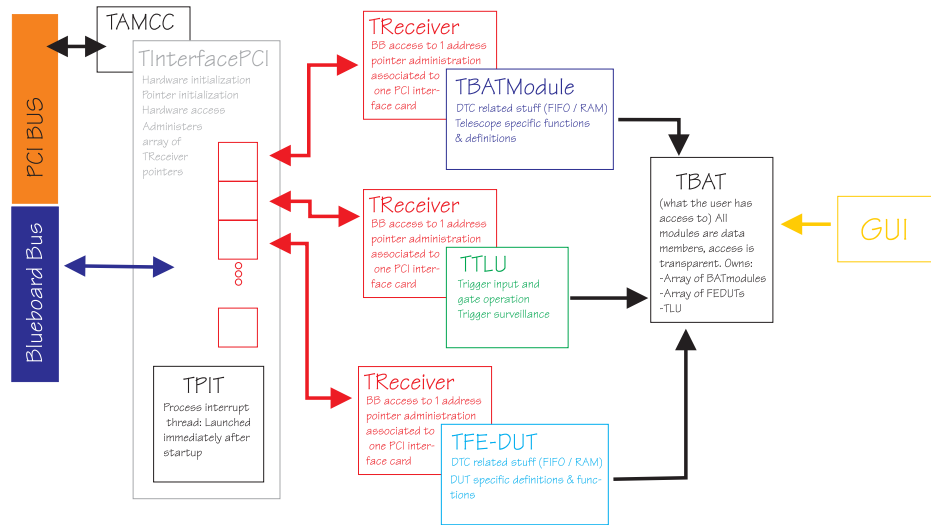 PCI BUS
Blueboard Bus
TAMCC
TInterfacePCI
Hardware initialization
Pointer initialization
Hardware access
Administers
array of
TReceiver
pointers
TPIT
Process interrupt
thread: Launched
immediately after
startup
TReceiver
BB access to 1 address
pointer administration
associated to
one PCI inter-
face card
TBATModule
DTC related stuff (FIFO / RAM)
Telescope specific functions
& definitions
TReceiver
BB access to 1 address
pointer administration
associated to
one PCI inter-
face card
TTLU
Trigger input and
gate operation
Trigger surveillance
TReceiver
BB access to 1 address
pointer administration
associated to
one PCI inter-
face card
TFE-DUT
DTC related stuff (FIFO / RAM)
DUT specific definitions & func-
tions
TBAT
(what the user has
access to) All
modules are data
members, access is
transparent. Owns:
-Array of BATmodules
-Array of FEDUTs
-TLU
GUI